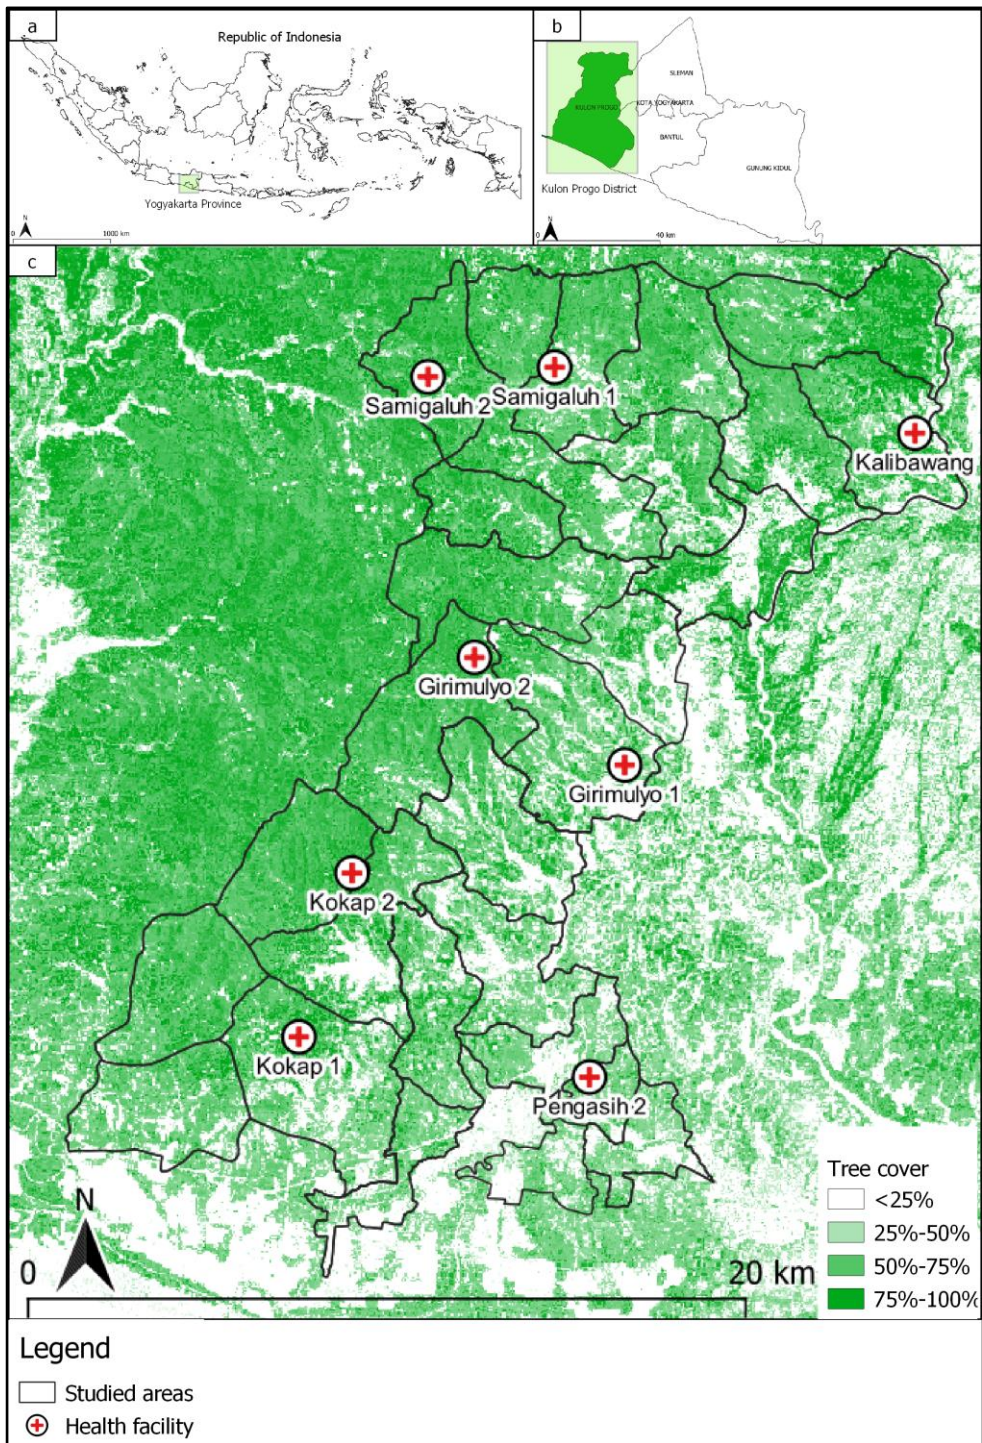 a
Republic of Indonesia
Yogyakarta Province
N
0 1000 km
b
SLEMAN
KULON PROGO
KOTA YOGYAKARTA
BANTUL
GUNUNG KIDUL
Kulon Progo District
N
0 40 km
c
Samigaluh 2
Samigaluh 1
Kalibawang
Girimulyo 2
Girimulyo 1
Kokap 2
Kokap 1
Pengasih 2
Tree cover
<25%
25%-50%
50%-75%
75%-100%
N
0 20 km
Legend
Studied areas
Health facility